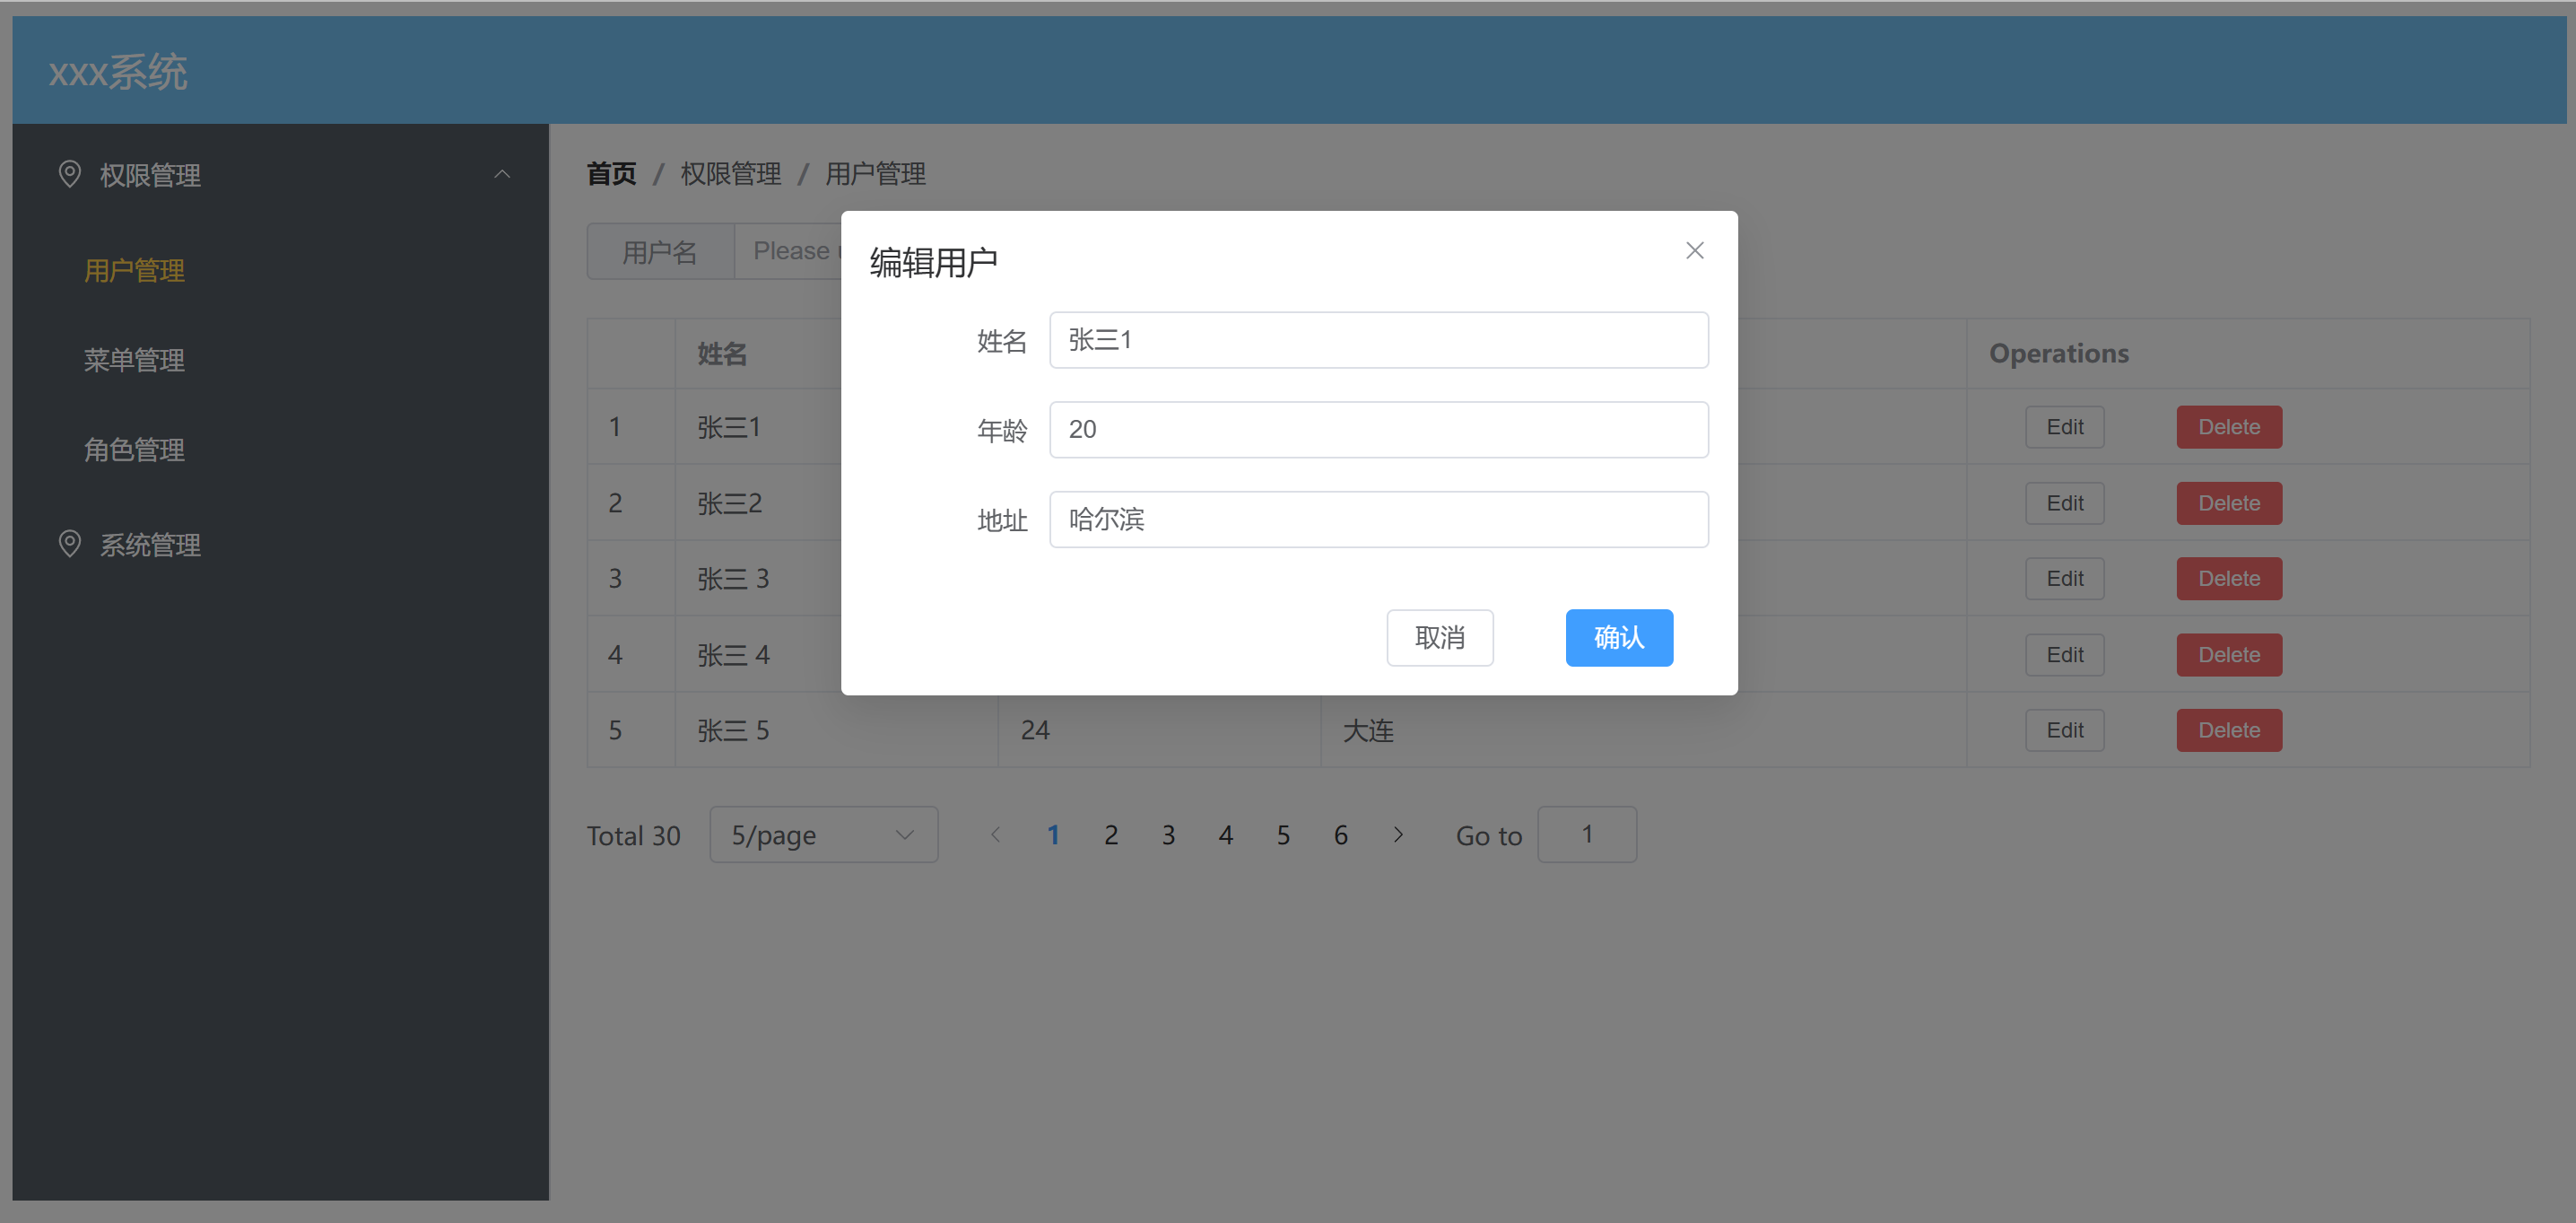 xxx系统
权限管理
用户管理
菜单管理
角色管理
系统管理
首页 / 权限管理 / 用户管理
用户名 Please
编辑用户
姓名 张三1
年龄 20
地址 哈尔滨
取消 确认
姓名 Operations
1 张三1 Edit Delete
2 张三2 Edit Delete
3 张三 3 Edit Delete
4 张三 4 Edit Delete
5 张三 5 24 大连 Edit Delete
Total 30 5/page 1 2 3 4 5 6 Go to 1